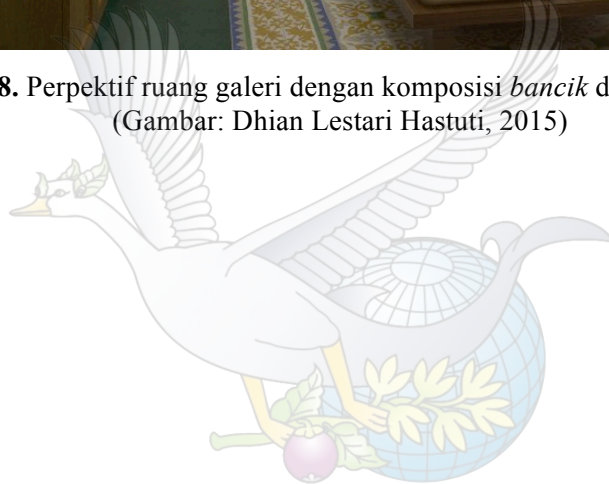 8. Perpektif ruang galeri dengan komposisi bancik d
(Gambar: Dhian Lestari Hastuti, 2015)